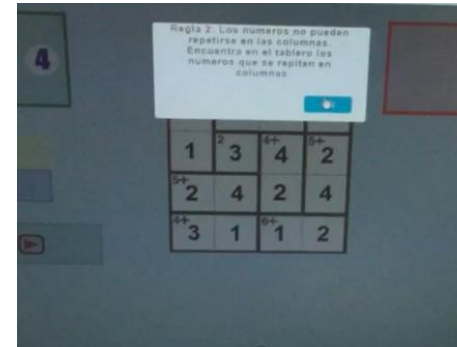 4
Regla 2: Los números no pueden
repetirse en las columnas.
Encuentra en el tablero los
números que se repiten en
columnas
1 2 3 4+ 4 5+ 2
5+ 2 4 2 4
4+ 3 1 6+ 1 2